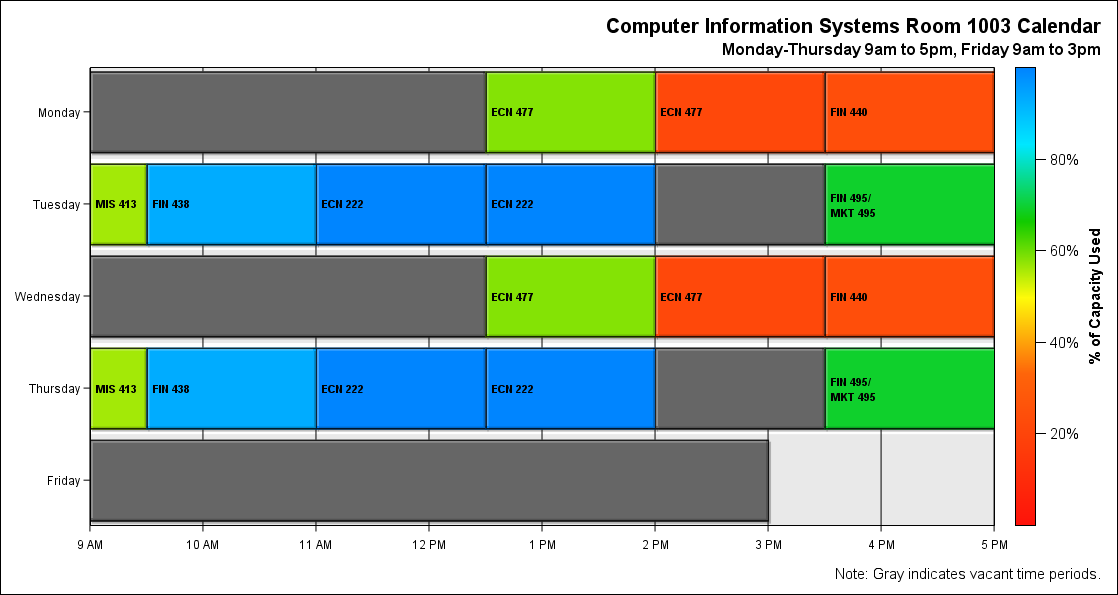 Computer Information Systems Room 1003 Calendar
Monday-Thursday 9am to 5pm, Friday 9am to 3pm
Monday
ECN 477
ECN 477
FIN 440
Tuesday
MIS 413
FIN 438
ECN 222
ECN 222
FIN 495/
MKT 495
Wednesday
ECN 477
ECN 477
FIN 440
Thursday
MIS 413
FIN 438
ECN 222
ECN 222
FIN 495/
MKT 495
Friday
9 AM
10 AM
11 AM
12 PM
1 PM
2 PM
3 PM
4 PM
5 PM
80%
60%
40%
20%
% of Capacity Used
Note: Gray indicates vacant time periods.